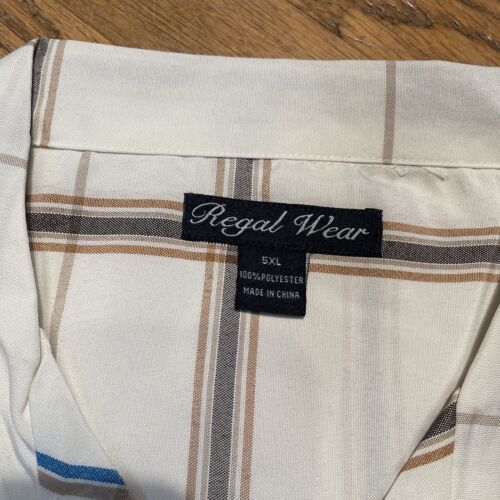 Regal Wear
5XL
100% POLYESTER
MADE IN CHINA